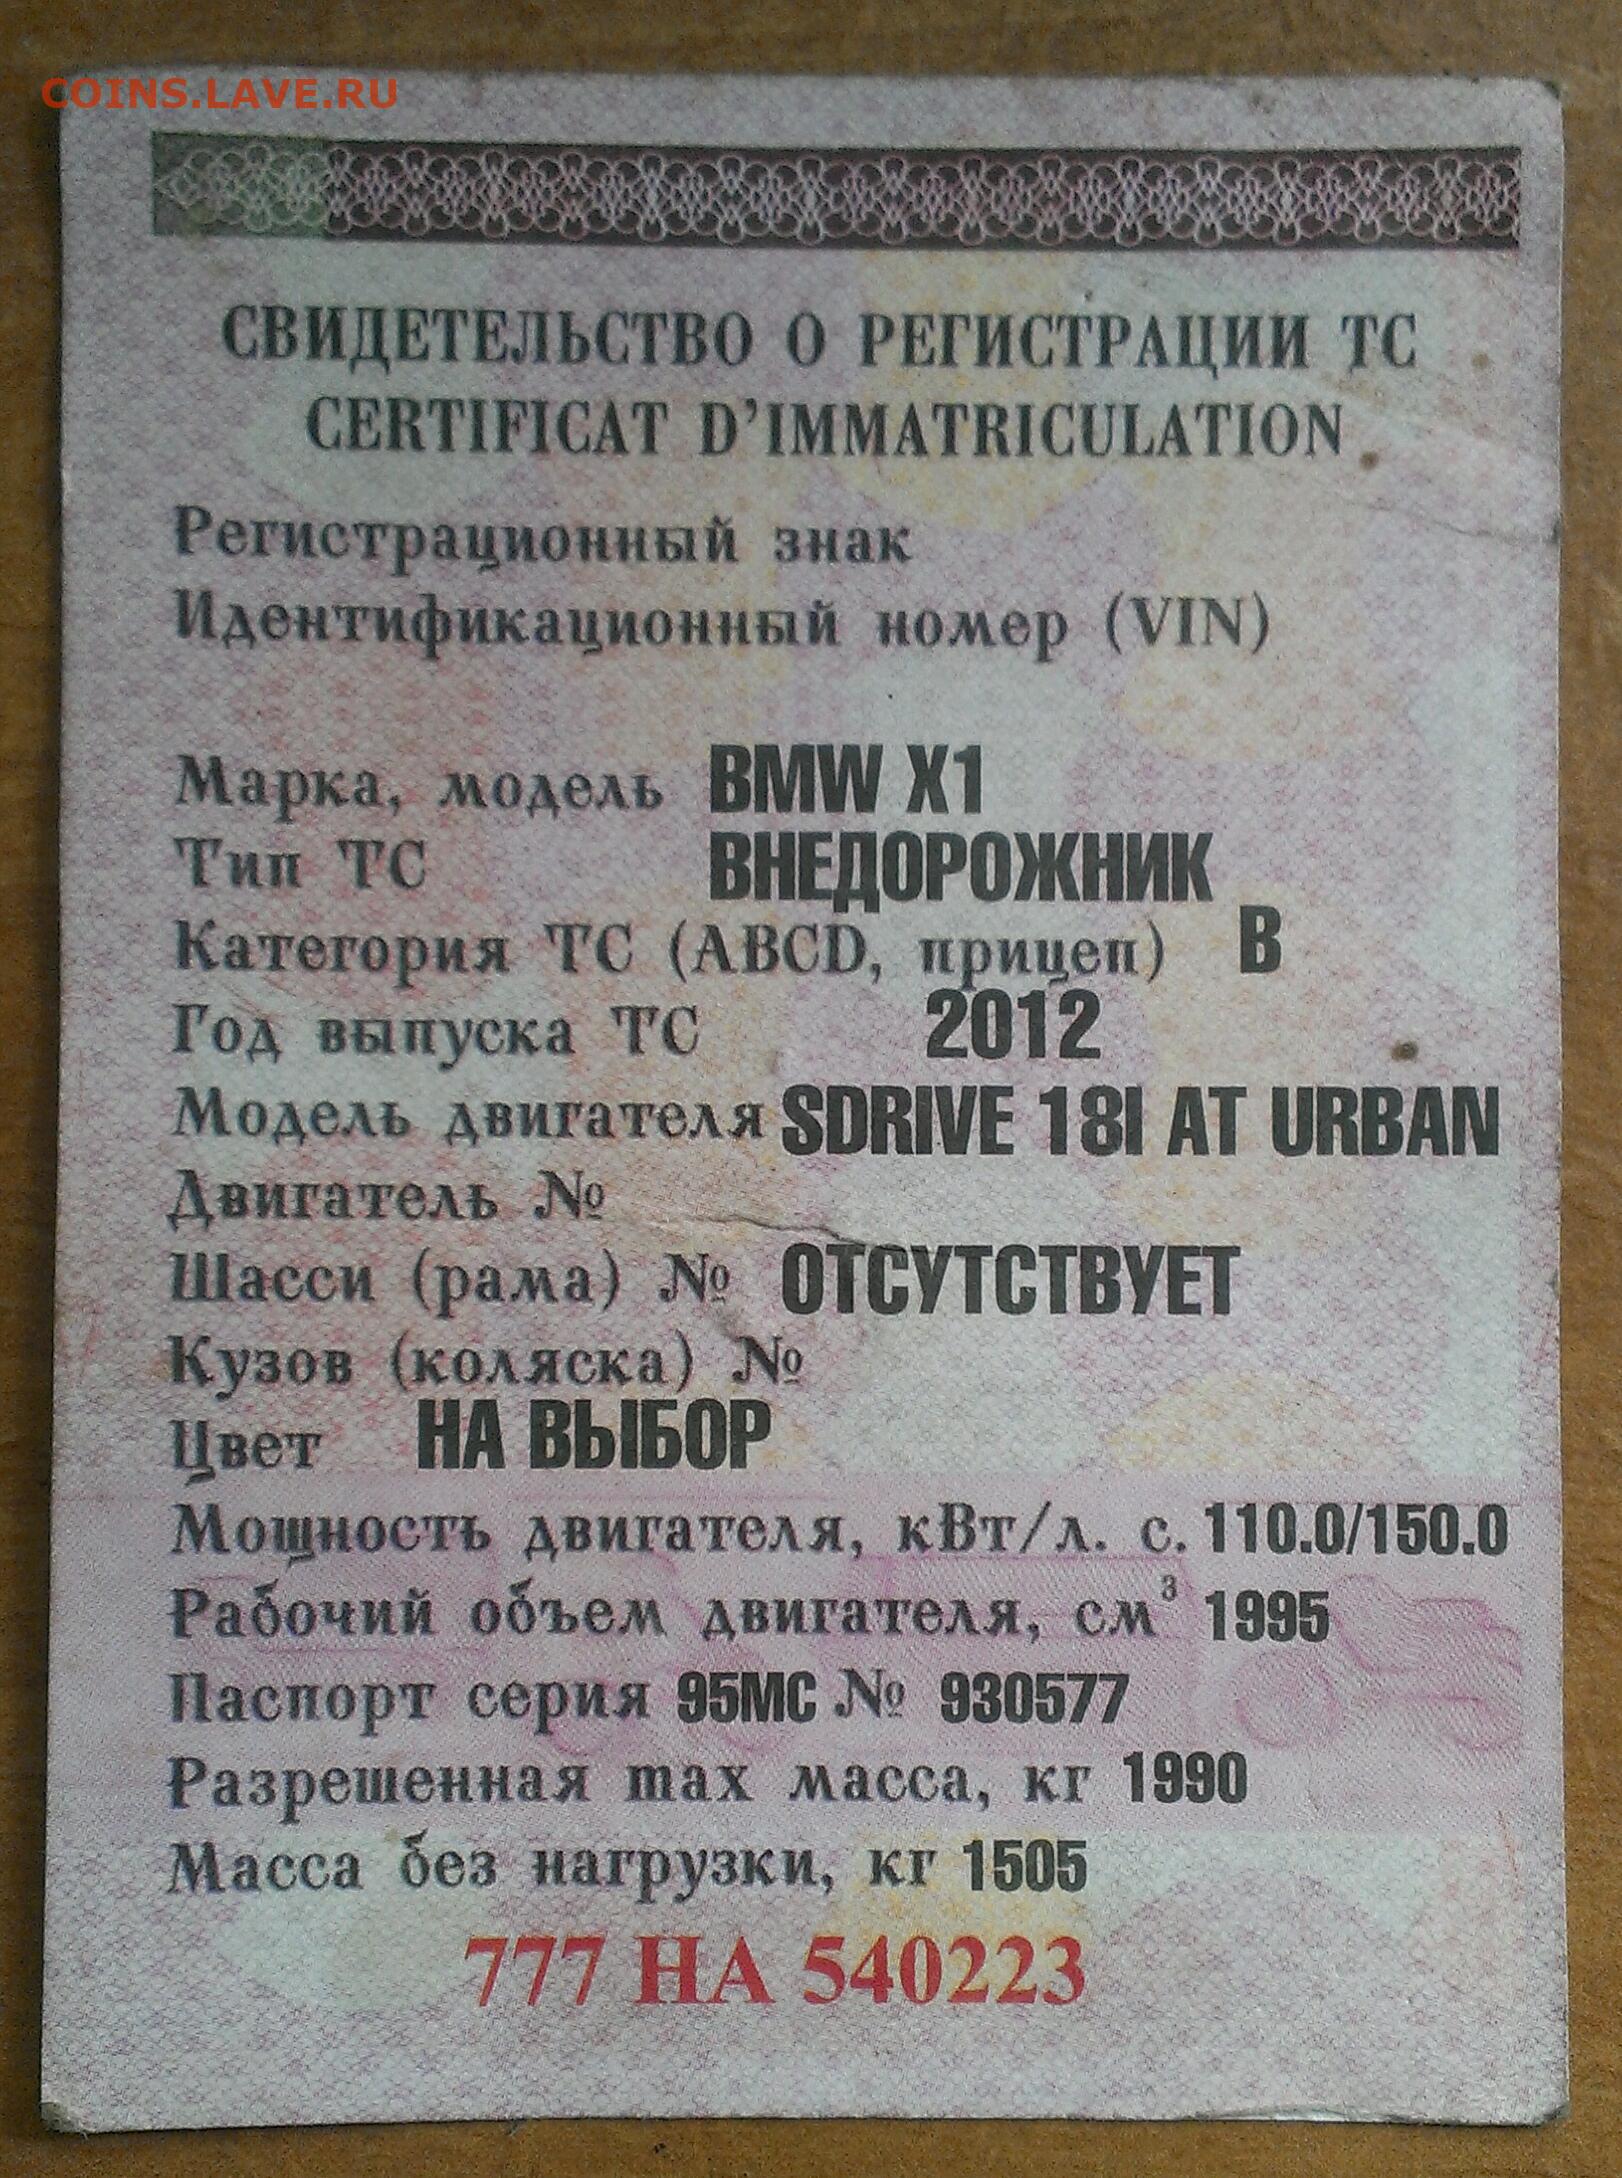 COINS.LAVE.RU
СВИДЕТЕЛЬСТВО О РЕГИСТРАЦИИ ТС
CERTIFICAT D'IMMATRICULATION
Регистрационный знак
Идентификационный номер (VIN)
Марка, модель BMW X1
Тип ТС ВНЕДОРОЖНИК
Категория ТС (ABCD, прицеп) B
Год выпуска ТС 2012
Модель двигателя SDRIVE 18I AT URBAN
Двигатель №
Шасси (рама) № ОТСУТСТВУЕТ
Кузов (коляска) №
Цвет НА ВЫБОР
Мощность двигателя, кВт/л. с. 110.0/150.0
Рабочий объем двигателя, см³ 1995
Паспорт серия 95МС № 930577
Разрешенная max масса, кг 1990
Масса без нагрузки, кг 1505
777 НА 540223